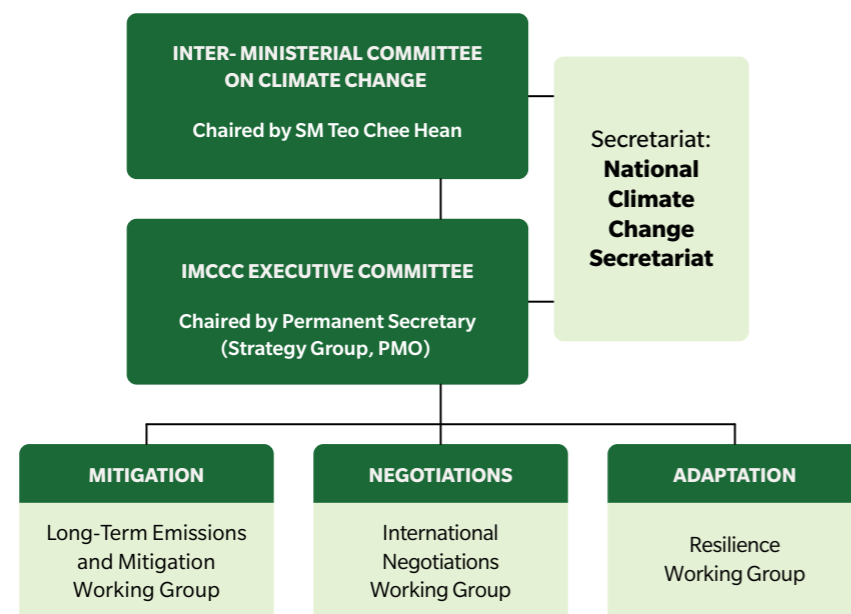 INTER- MINISTERIAL COMMITTEE
ON CLIMATE CHANGE
Chaired by SM Teo Chee Hean
Secretariat:
National
Climate
Change
Secretariat
IMCCC EXECUTIVE COMMITTEE
Chaired by Permanent Secretary
(Strategy Group, PMO)
MITIGATION
Long-Term Emissions
and Mitigation
Working Group
NEGOTIATIONS
International
Negotiations
Working Group
ADAPTATION
Resilience
Working Group